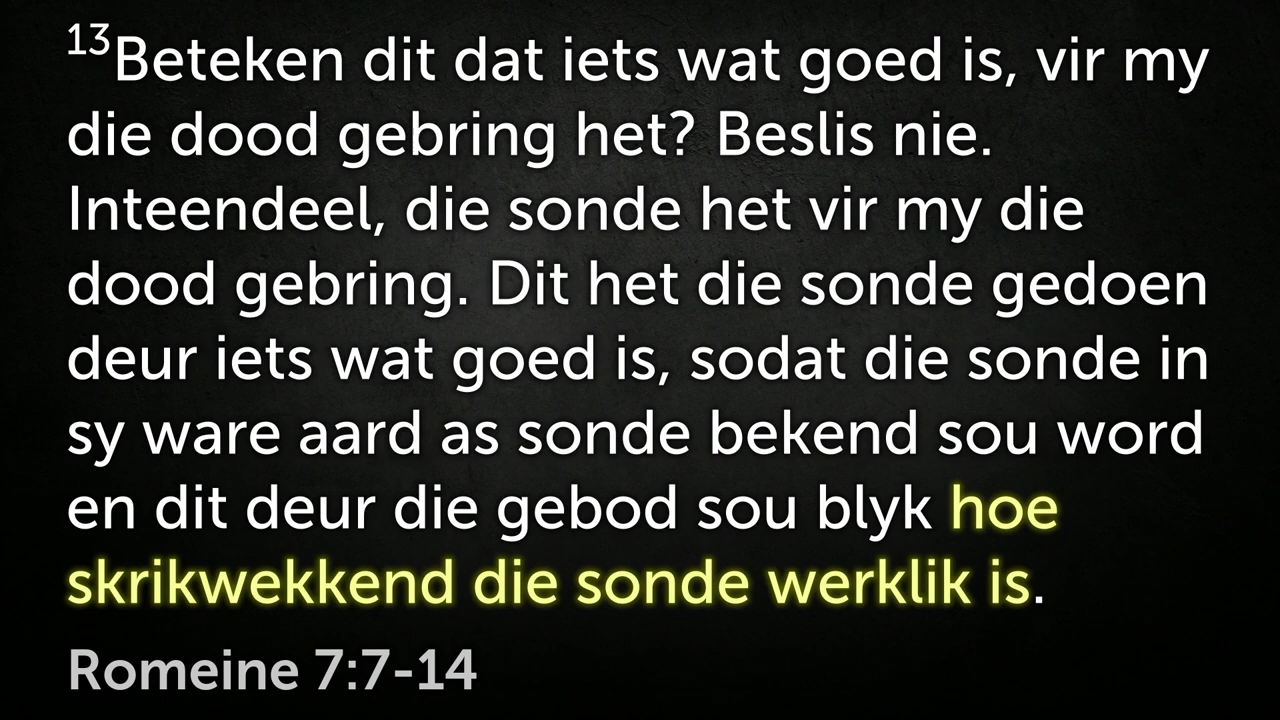 13Beteken dit dat iets wat goed is, vir my
die dood gebring het? Beslis nie.
Inteendeel, die sonde het vir my die
dood gebring. Dit het die sonde gedoen
deur iets wat goed is, sodat die sonde in
sy ware aard as sonde bekend sou word
en dit deur die gebod sou blyk hoe
skrikwekkend die sonde werklik is.
Romeine 7:7-14